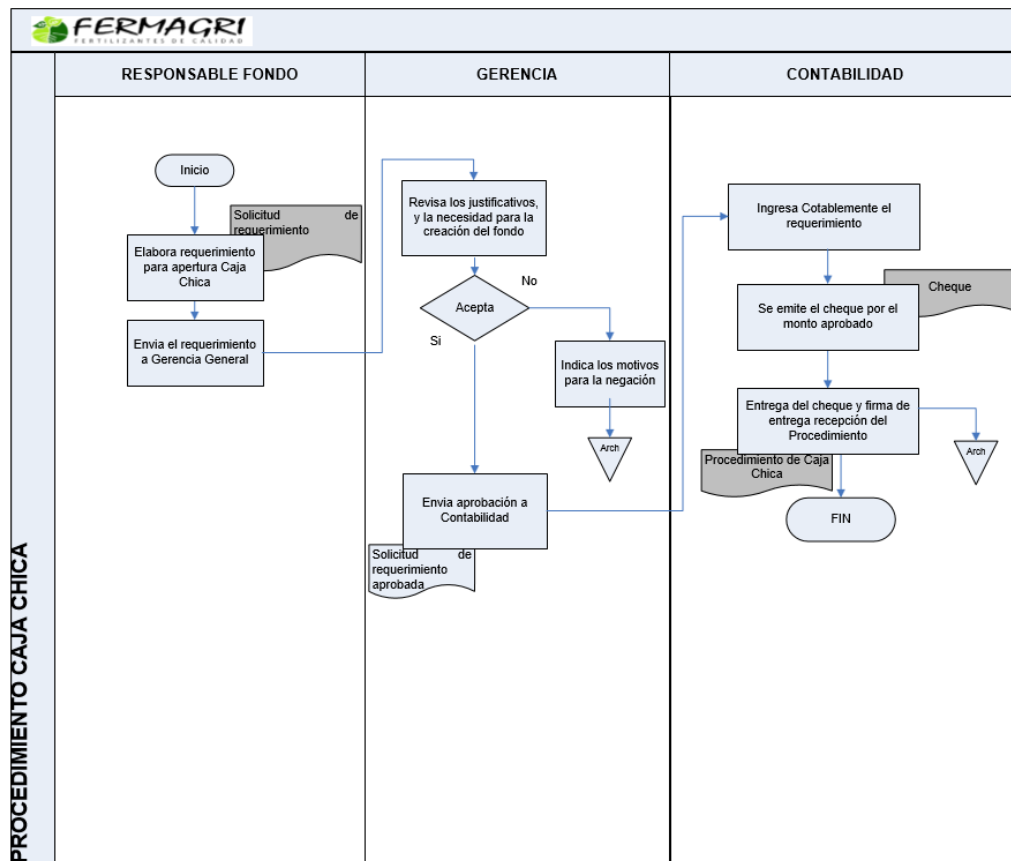 FERMAGRI
FERTILIZANTES DE CALIDAD
PROCEDIMIENTO CAJA CHICA
RESPONSABLE FONDO
GERENCIA
CONTABILIDAD
Inicio
Solicitud de
requerimiento
Elabora requerimiento
para apertura Caja
Chica
Envia el requerimiento
a Gerencia General
Revisa los justificativos,
y la necesidad para la
creación del fondo
Acepta
No
Si
Indica los motivos
para la negación
Arch
Envia aprobación a
Contabilidad
Solicitud de
requerimiento
aprobada
Ingresa Cotablemente el
requerimiento
Cheque
Se emite el cheque por el
monto aprobado
Entrega del cheque y firma de
entrega recepción del
Procedimiento
Arch
Procedimiento de Caja
Chica
FIN